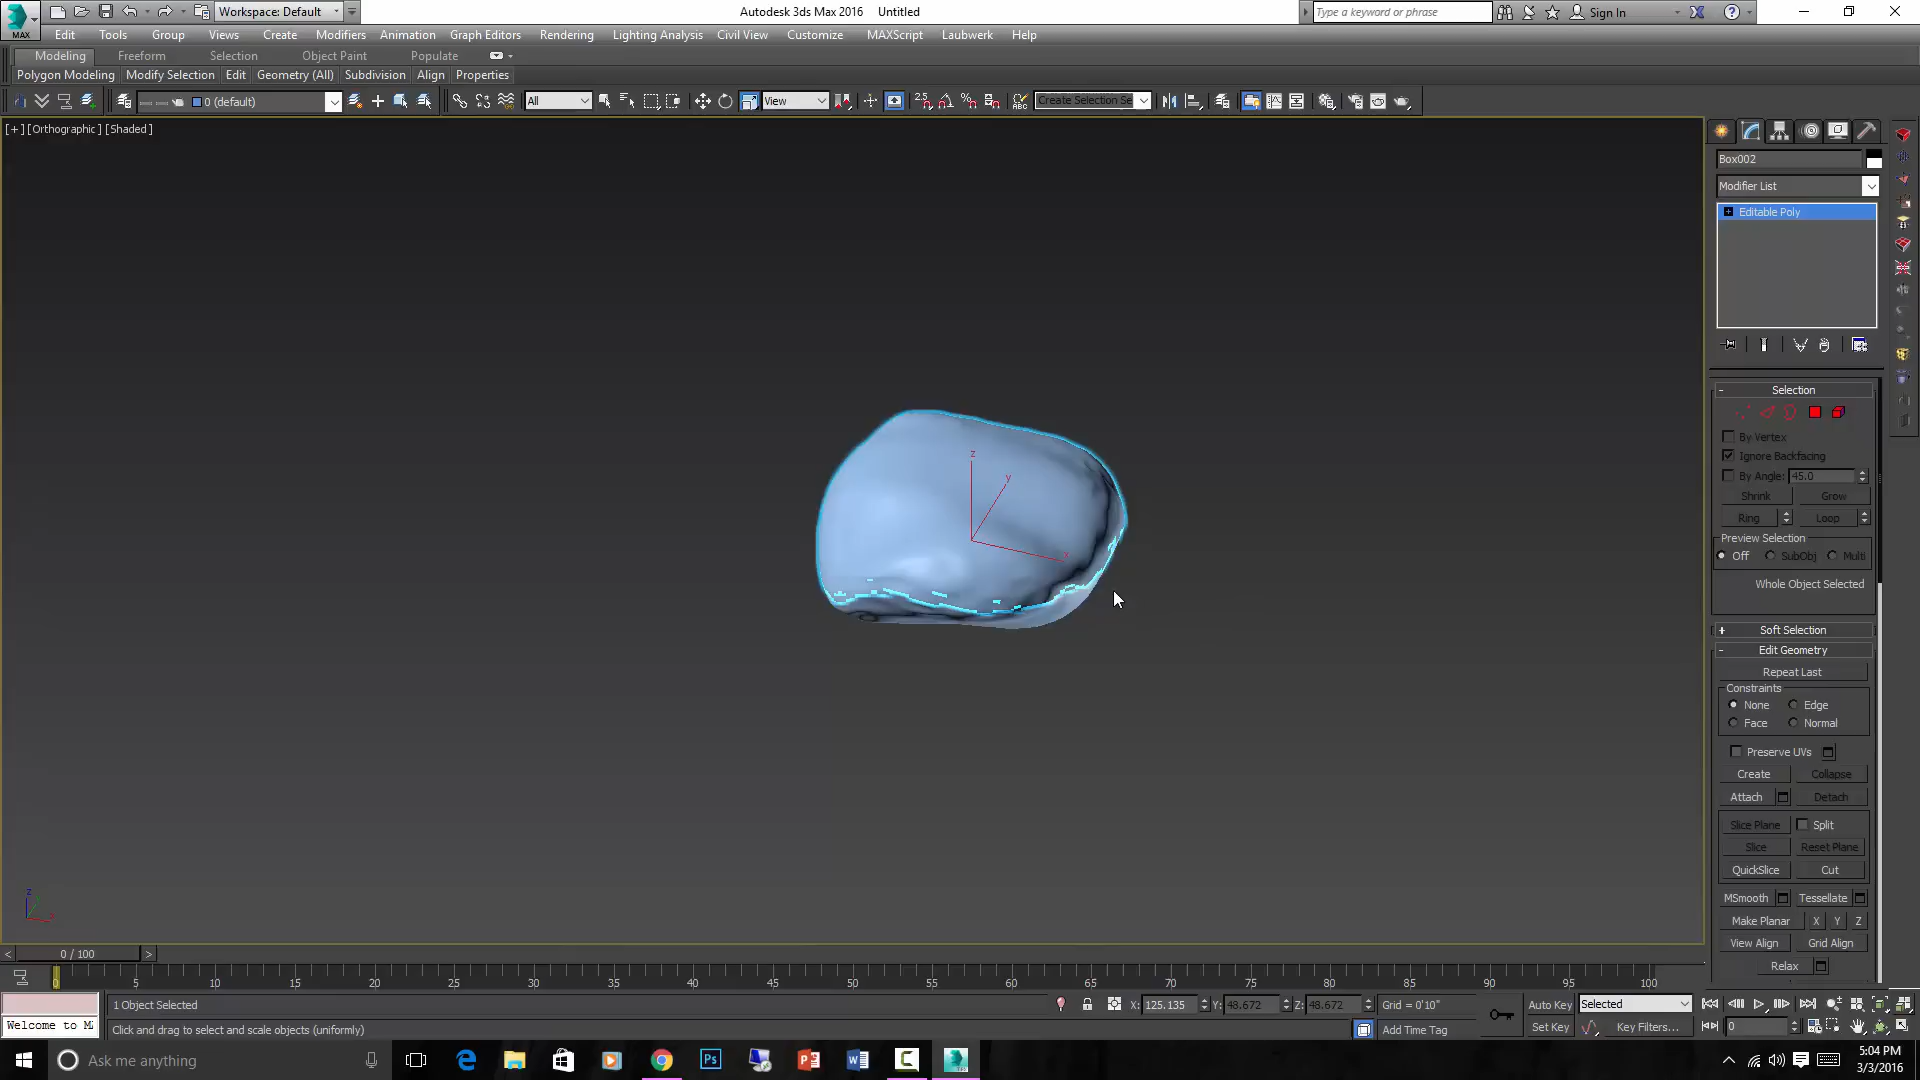 MAX
Workspace: Default
Autodesk 3ds Max 2016 Untitled
Type a keyword or phrase
Sign In
Edit Tools Group Views Create Modifiers Animation Graph Editors Rendering Lighting Analysis Civil View Customize MAXScript Laubwerk Help
Modeling Freeform Selection Object Paint Populate
Polygon Modeling Modify Selection Edit Geometry (All) Subdivision Align Properties
0 (default)
All
View
2.5
Create Selection Se
[+] [Orthographic] [Shaded]
Box002
Modifier List
Editable Poly
Selection
By Vertex
Ignore Backfacing
By Angle: 45.0
Shrink Grow
Ring Loop
Preview Selection
Off SubObj Multi
Whole Object Selected
Soft Selection
Edit Geometry
Repeat Last
Constraints
None Edge
Face Normal
Preserve UVs
Create Collapse
Attach Detach
Slice Plane Split
Slice Reset Plane
QuickSlice Cut
MSmooth Tessellate
Make Planar X Y Z
View Align Grid Align
Relax
z
y
x
z
< 0 / 100 >
0 5 10 15 20 25 30 35 40 45 50 55 60 65 70 75 80 85 90 95 100
1 Object Selected
X: 125.135 Y: 48.672 Z: 48.672 Grid = 0'10"
Auto Key Selected
Welcome to M
Click and drag to select and scale objects (uniformly)
Add Time Tag
Set Key Key Filters... 0
Ask me anything
5:04 PM
3/3/2016